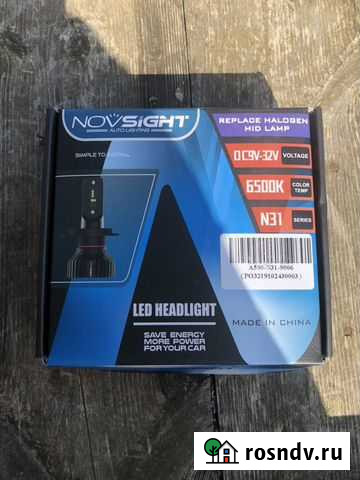 NOVSIGHT
AUTO LIGHTING
SIMPLE TO INSTALL
REPLACE HALOGEN
HID LAMP
DC9V-32V VOLTAGE
6500K COLOR TEMP
N31 SERIES
A500-N31-9006
(PO3219102480003)
LED HEADLIGHT
SAVE ENERGY
MORE POWER
FOR YOUR CAR
MADE IN CHINA
rosndv.ru